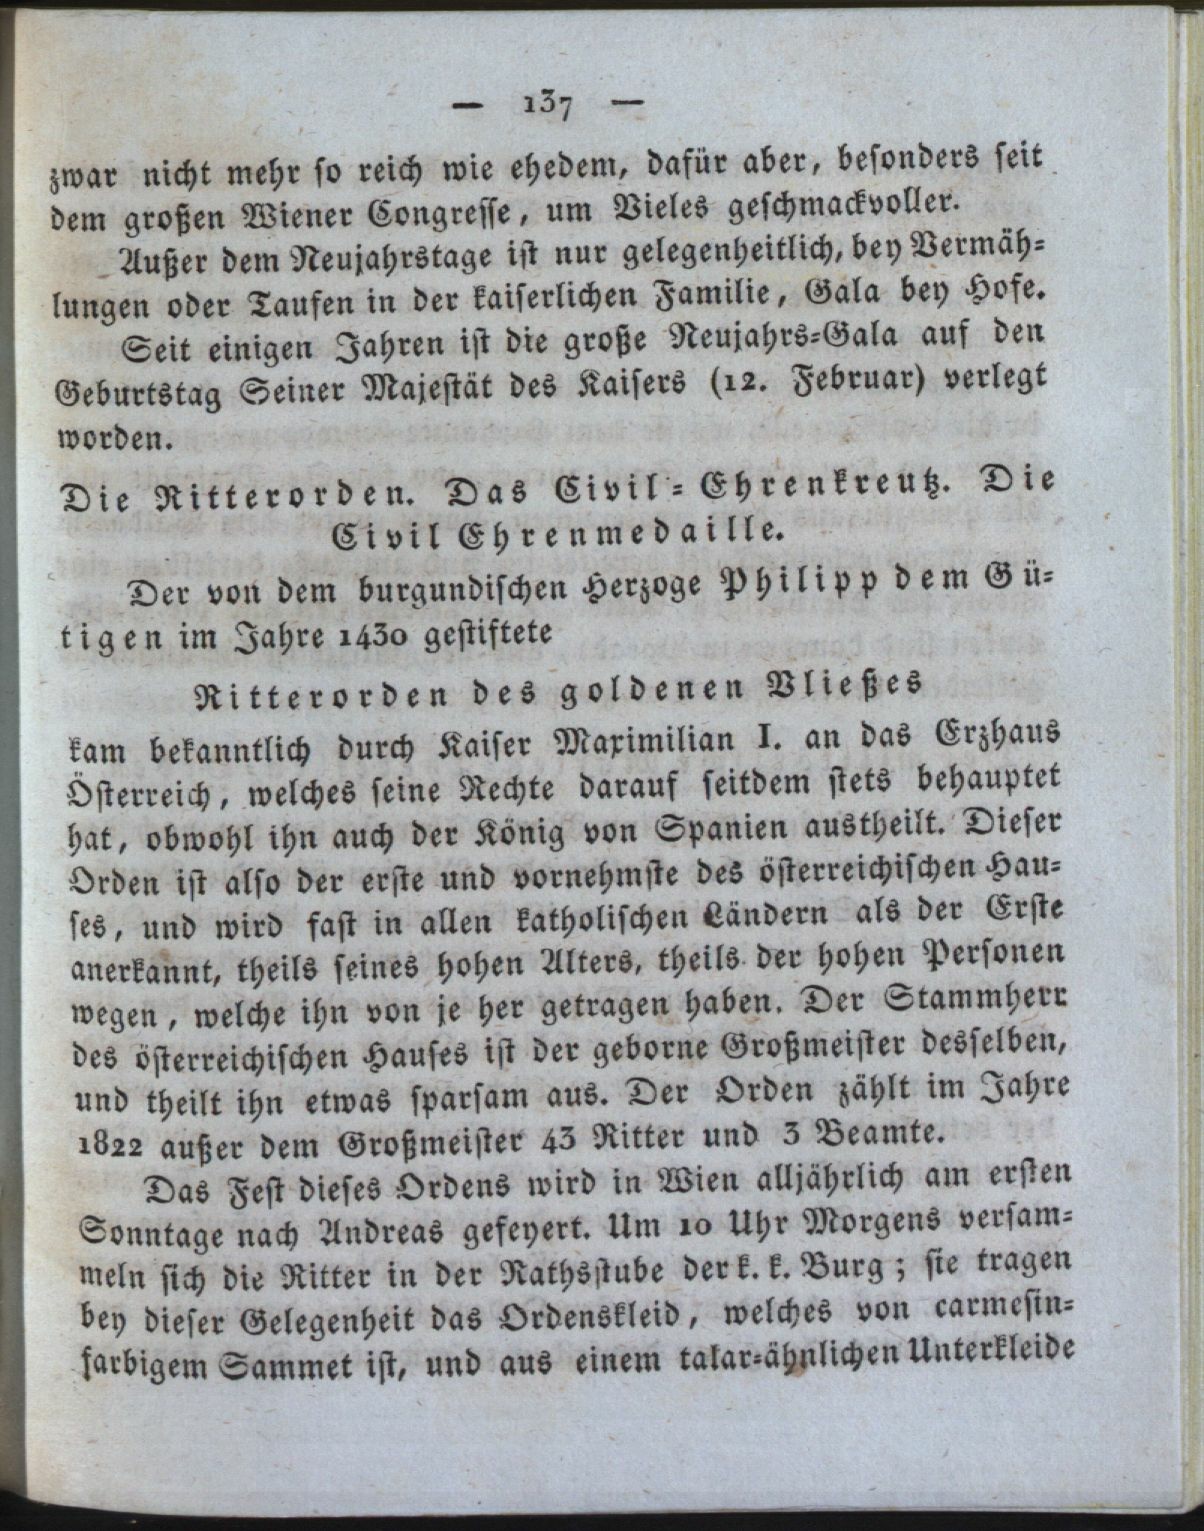 — 137 —
zwar nicht mehr so reich wie ehedem, dafür aber, besonders seit
dem großen Wiener Congresse, um Vieles geschmackvoller.
Außer dem Neujahrstage ist nur gelegenheitlich, bey Vermäh-
lungen oder Taufen in der kaiserlichen Familie, Gala bey Hofe.
Seit einigen Jahren ist die große Neujahrs-Gala auf den
Geburtstag Seiner Majestät des Kaisers (12. Februar) verlegt
worden.
Die Ritterorden. Das Civil-Ehrenkreutz. Die
Civil Ehrenmedaille.
Der von dem burgundischen Herzoge Philipp dem Gü-
tigen im Jahre 1430 gestiftete
Ritterorden des goldenen Vließes
kam bekanntlich durch Kaiser Maximilian I. an das Erzhaus
Österreich, welches seine Rechte darauf seitdem stets behauptet
hat, obwohl ihn auch der König von Spanien austheilt. Dieser
Orden ist also der erste und vornehmste des österreichischen Hau-
ses, und wird fast in allen katholischen Ländern als der Erste
anerkannt, theils seines hohen Alters, theils der hohen Personen
wegen, welche ihn von je her getragen haben. Der Stammherr
des österreichischen Hauses ist der geborne Großmeister desselben,
und theilt ihn etwas sparsam aus. Der Orden zählt im Jahre
1822 außer dem Großmeister 43 Ritter und 3 Beamte.
Das Fest dieses Ordens wird in Wien alljährlich am ersten
Sonntage nach Andreas gefeyert. Um 10 Uhr Morgens versam-
meln sich die Ritter in der Rathsstube der k. k. Burg; sie tragen
bey dieser Gelegenheit das Ordenskleid, welches von carmesin-
farbigem Sammet ist, und aus einem talar-ähnlichen Unterkleide